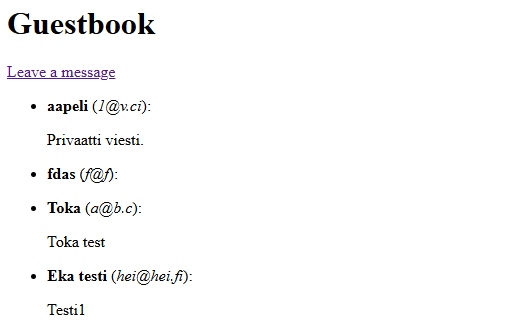 Guestbook
Leave a message
aapeli (1@v.ci):
Privaatti viesti.
fdas (f@f):
Toka (a@b.c):
Toka test
Eka testi (hei@hei.fi):
Testi1